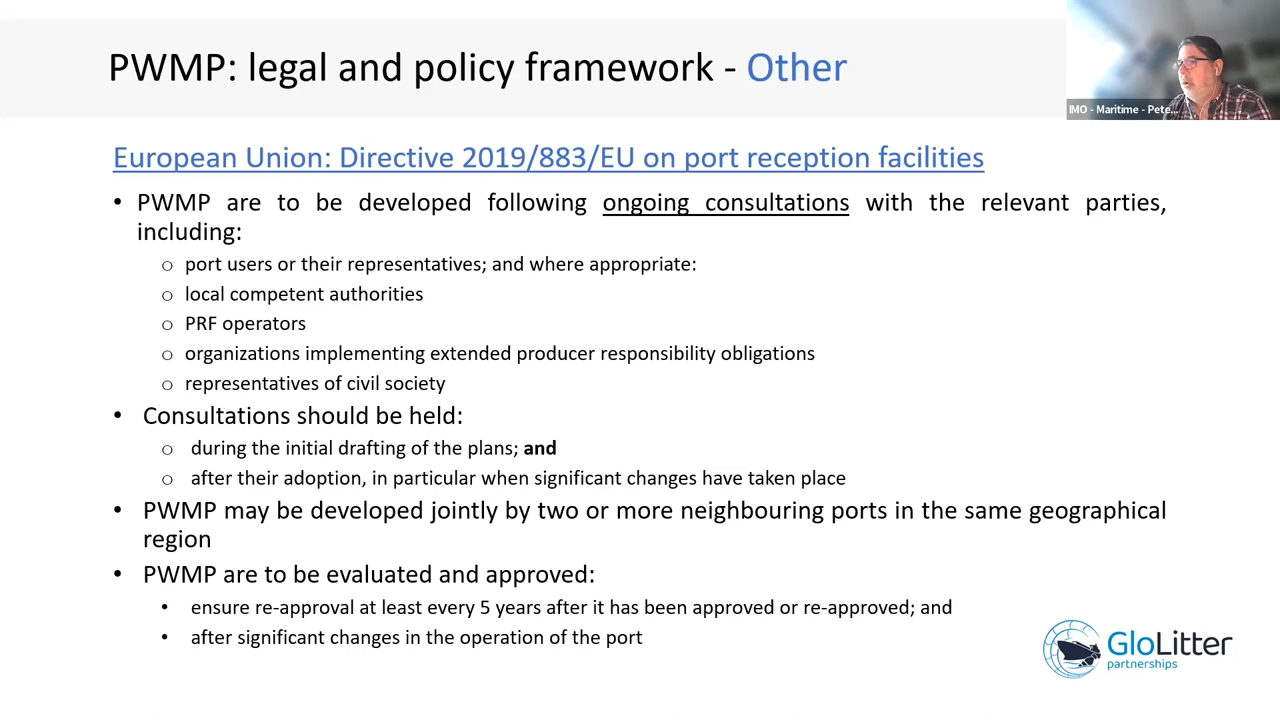 PWMP: legal and policy framework - Other
IMO - Maritime - Pete...
European Union: Directive 2019/883/EU on port reception facilities
• PWMP are to be developed following ongoing consultations with the relevant parties,
including:
o port users or their representatives; and where appropriate:
o local competent authorities
o PRF operators
o organizations implementing extended producer responsibility obligations
o representatives of civil society
• Consultations should be held:
o during the initial drafting of the plans; and
o after their adoption, in particular when significant changes have taken place
• PWMP may be developed jointly by two or more neighbouring ports in the same geographical
region
• PWMP are to be evaluated and approved:
• ensure re-approval at least every 5 years after it has been approved or re-approved; and
• after significant changes in the operation of the port
GloLitter
partnerships